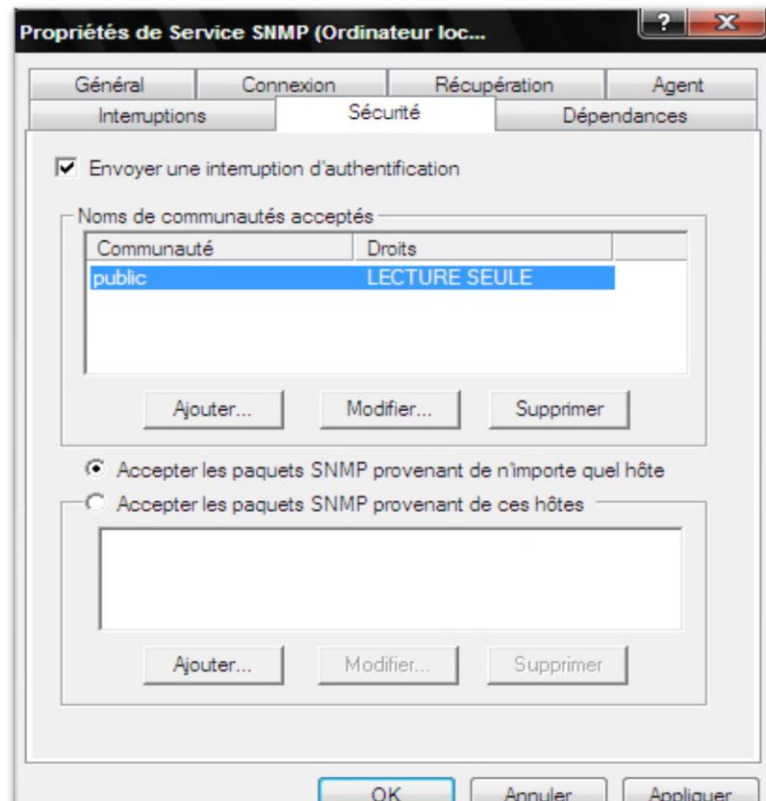 Propriétés de Service SNMP (Ordinateur loc...
Général Connexion Récupération Agent
Interruptions Sécurité Dépendances
Envoyer une interruption d'authentification
Noms de communautés acceptés
Communauté Droits
public LECTURE SEULE
Ajouter... Modifier... Supprimer
Accepter les paquets SNMP provenant de n'importe quel hôte
Accepter les paquets SNMP provenant de ces hôtes
Ajouter... Modifier... Supprimer
OK Annuler Appliquer